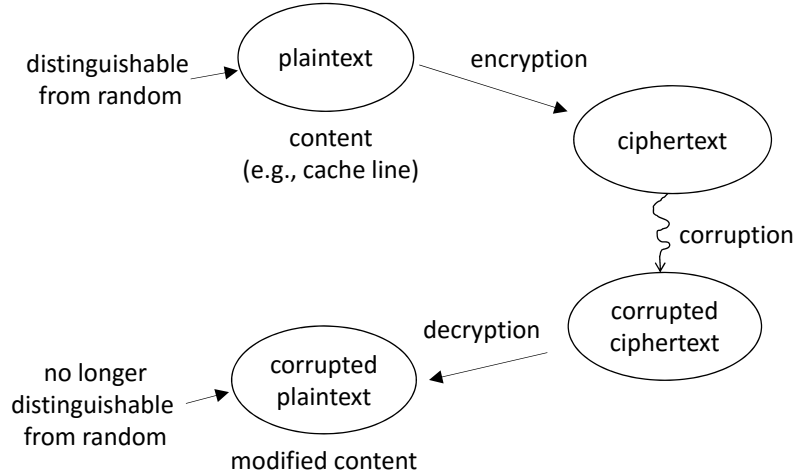 distinguishable
from random
plaintext
encryption
content
(e.g., cache line)
ciphertext
corruption
corrupted
ciphertext
decryption
corrupted
plaintext
no longer
distinguishable
from random
modified content